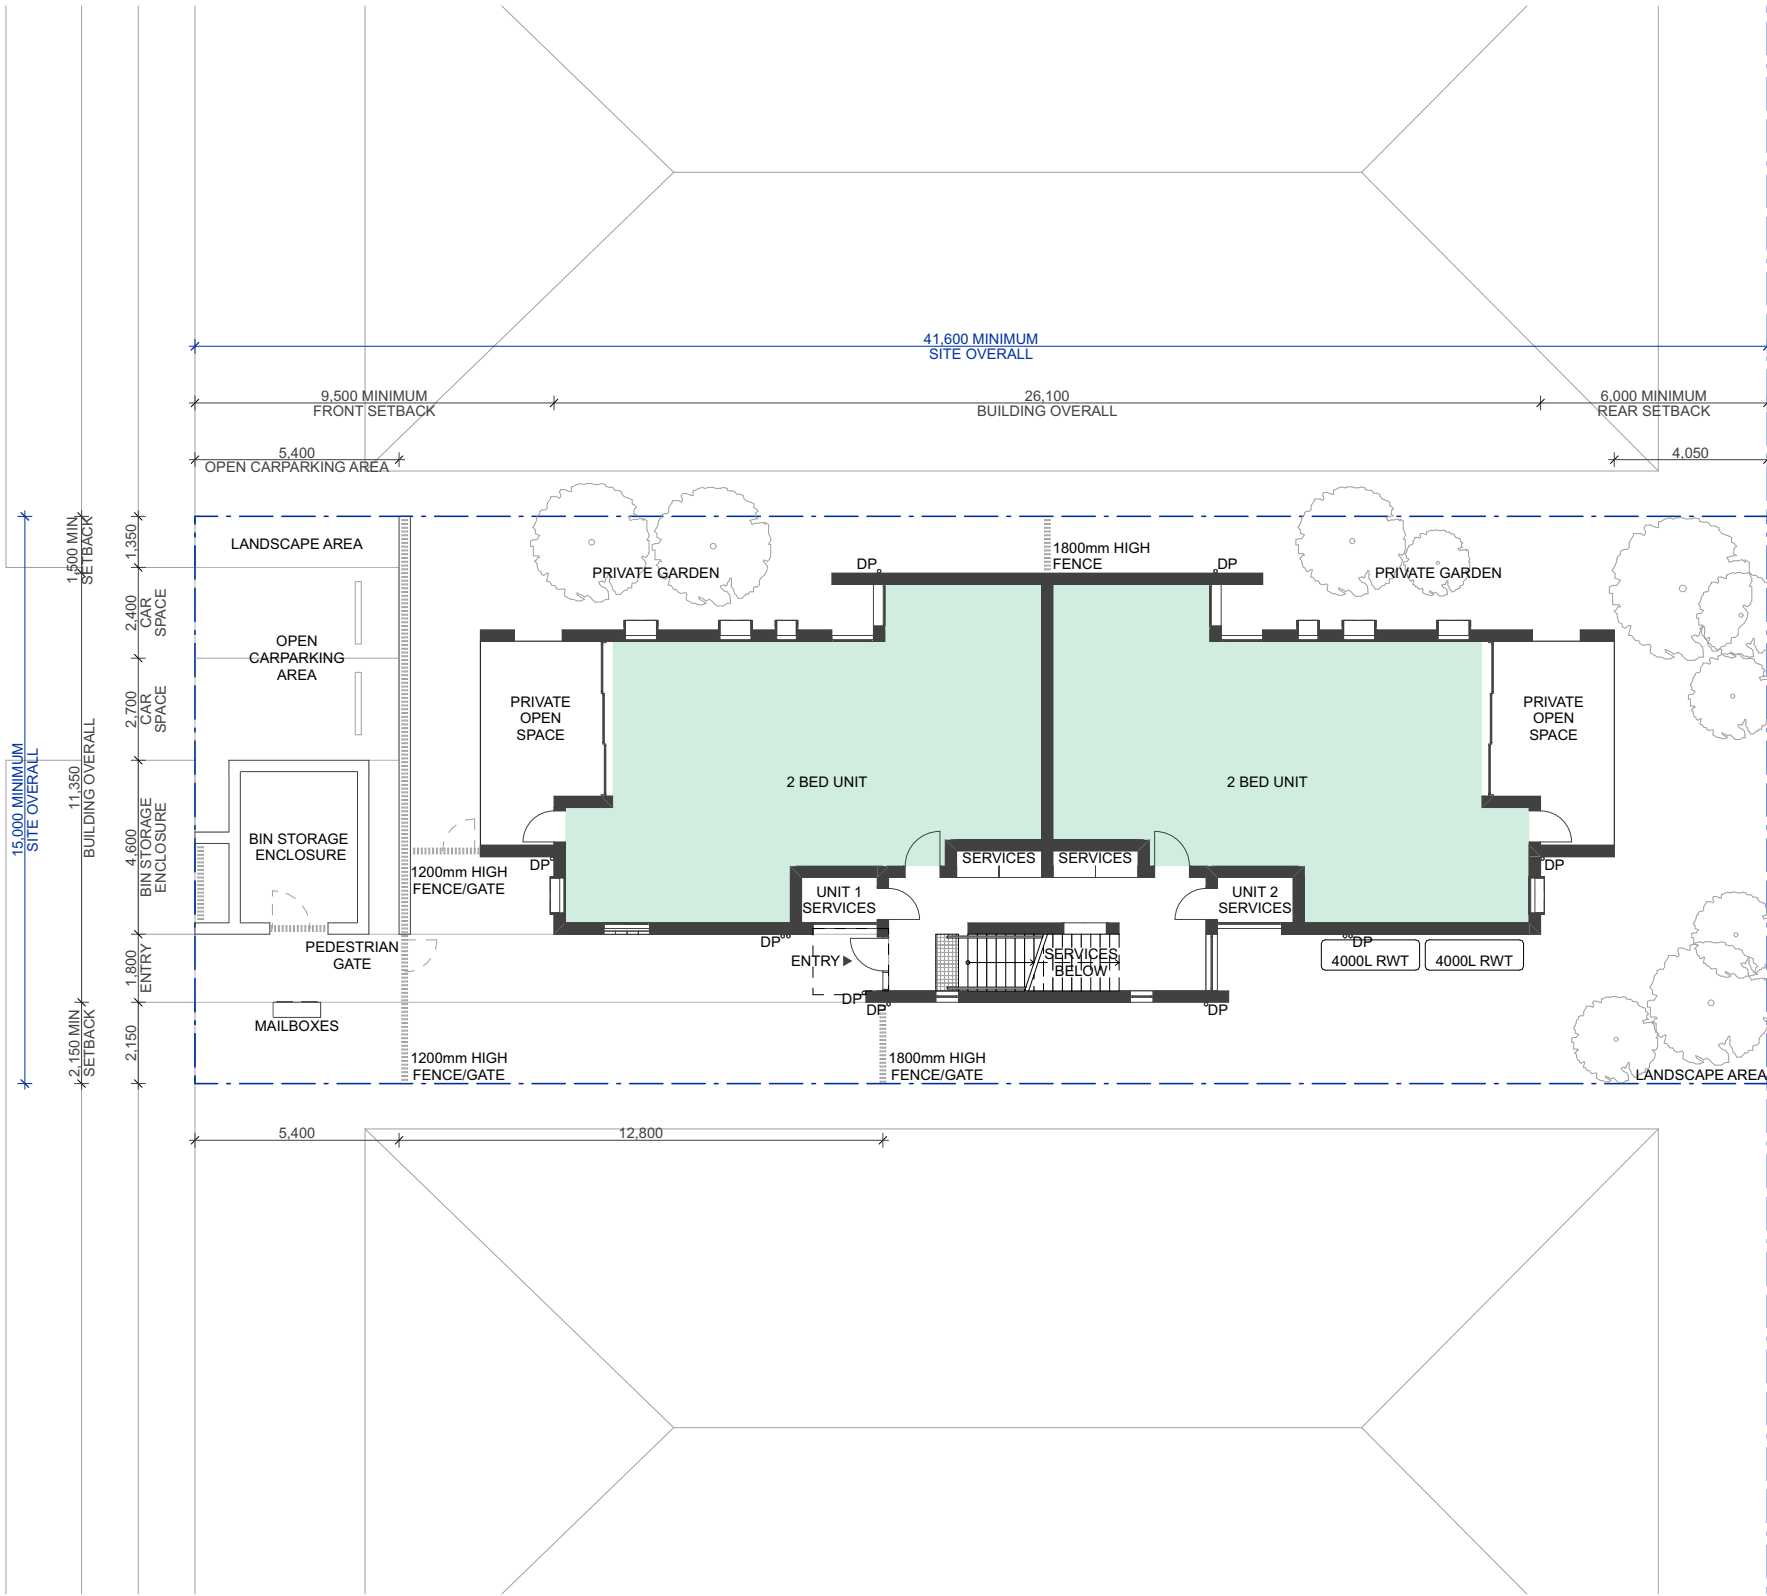 41,600 MINIMUM
SITE OVERALL
9,500 MINIMUM
FRONT SETBACK
26,100
BUILDING OVERALL
6,000 MINIMUM
REAR SETBACK
5,400
OPEN CARPARKING AREA
4,050
15,000 MINIMUM
SITE OVERALL
1,500 MIN
SETBACK
11,350
BUILDING OVERALL
2,150 MIN
SETBACK
1,350
2,400
CAR
SPACE
2,700
CAR
SPACE
4,600
BIN STORAGE
ENCLOSURE
1,800
ENTRY
2,150
LANDSCAPE AREA
OPEN
CARPARKING
AREA
BIN STORAGE
ENCLOSURE
PEDESTRIAN
GATE
MAILBOXES
1200mm HIGH
FENCE/GATE
1200mm HIGH
FENCE/GATE
PRIVATE GARDEN
DP
1800mm HIGH
FENCE
DP
PRIVATE GARDEN
PRIVATE
OPEN
SPACE
2 BED UNIT
2 BED UNIT
PRIVATE
OPEN
SPACE
DP
SERVICES
SERVICES
DP
UNIT 1
SERVICES
UNIT 2
SERVICES
DP
ENTRY
SERVICES
BELOW
DP
4000L RWT
4000L RWT
DP
DP
DP
1800mm HIGH
FENCE/GATE
LANDSCAPE AREA
5,400
12,800